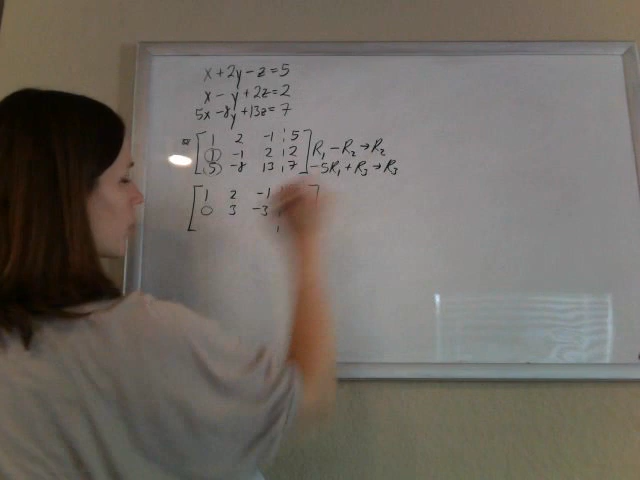 x + 2y - z = 5
x - y + 2z = 2
5x - 8y + 13z = 7
1 2 -1 5
1 -1 2 2 R₁ - R₂ → R₂
5 -8 13 7 -5R₁ + R₃ → R₃
1 2 -1
0 3 -3